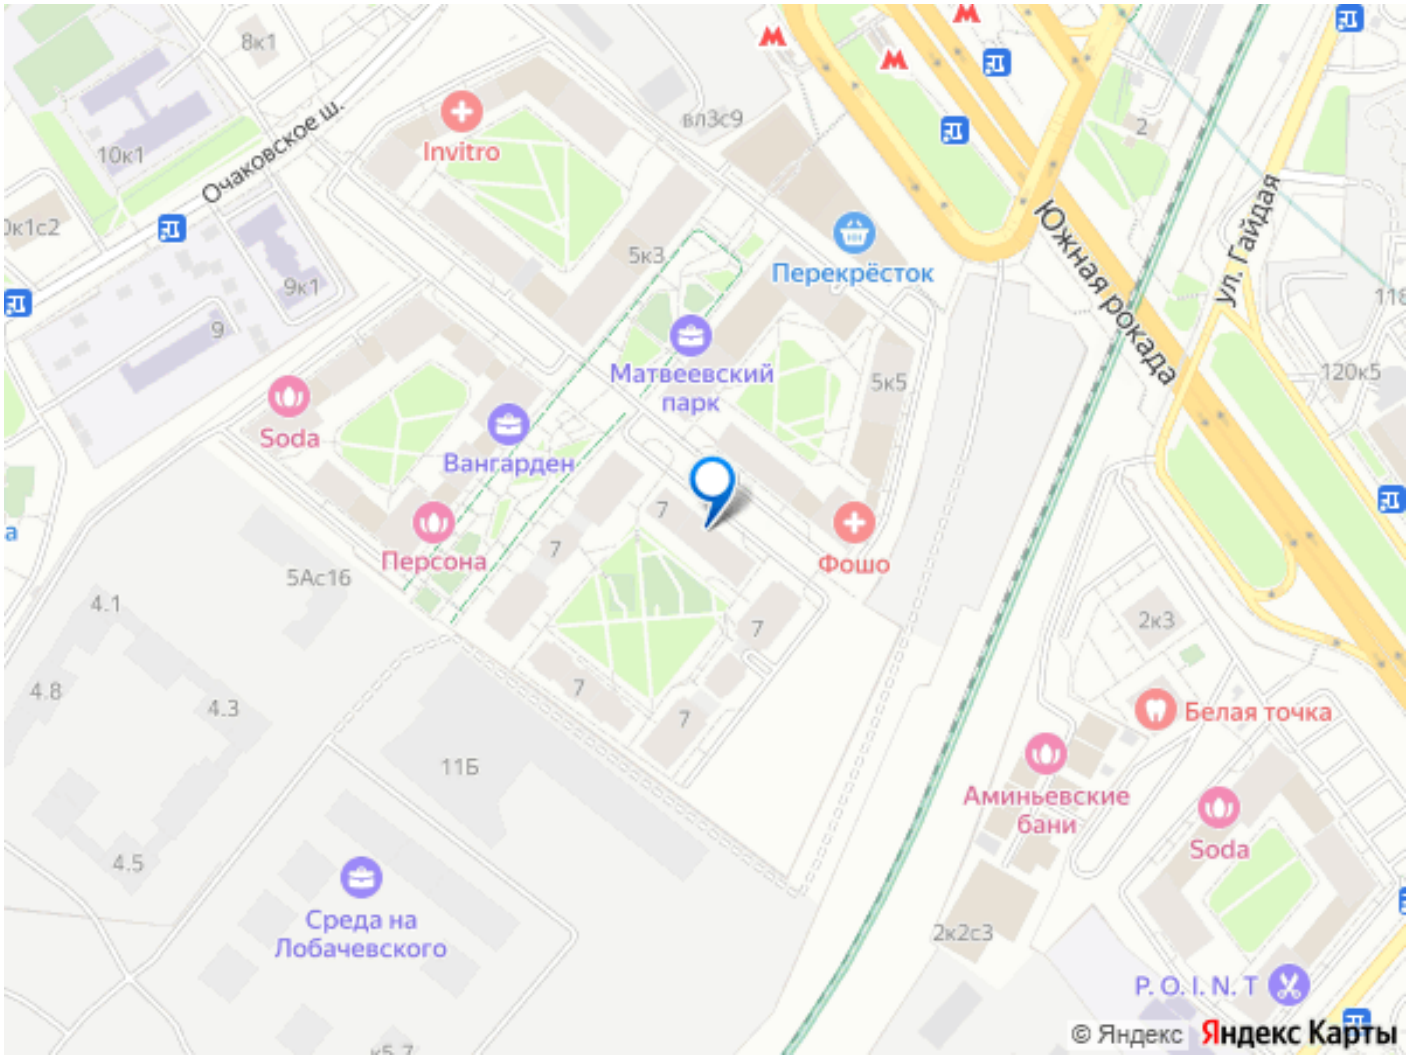 8к1
10к1
Очаковское ш.
Invitro
вл3с9
2
Ул. Гайдая
Южная рокада
5к3
Перекрёсток
9к1
9
118
Матвеевский
парк
5к5
120к5
Soda
Вангарден
7
7
Персона
Фошо
5Ас16
4.1
7
2к3
4.8
4.3
7
7
Белая точка
11Б
Аминьевские
бани
Soda
4.5
Среда на
Лобачевского
2к2с3
P. O. I. N. T
© Яндекс
Яндекс Карты